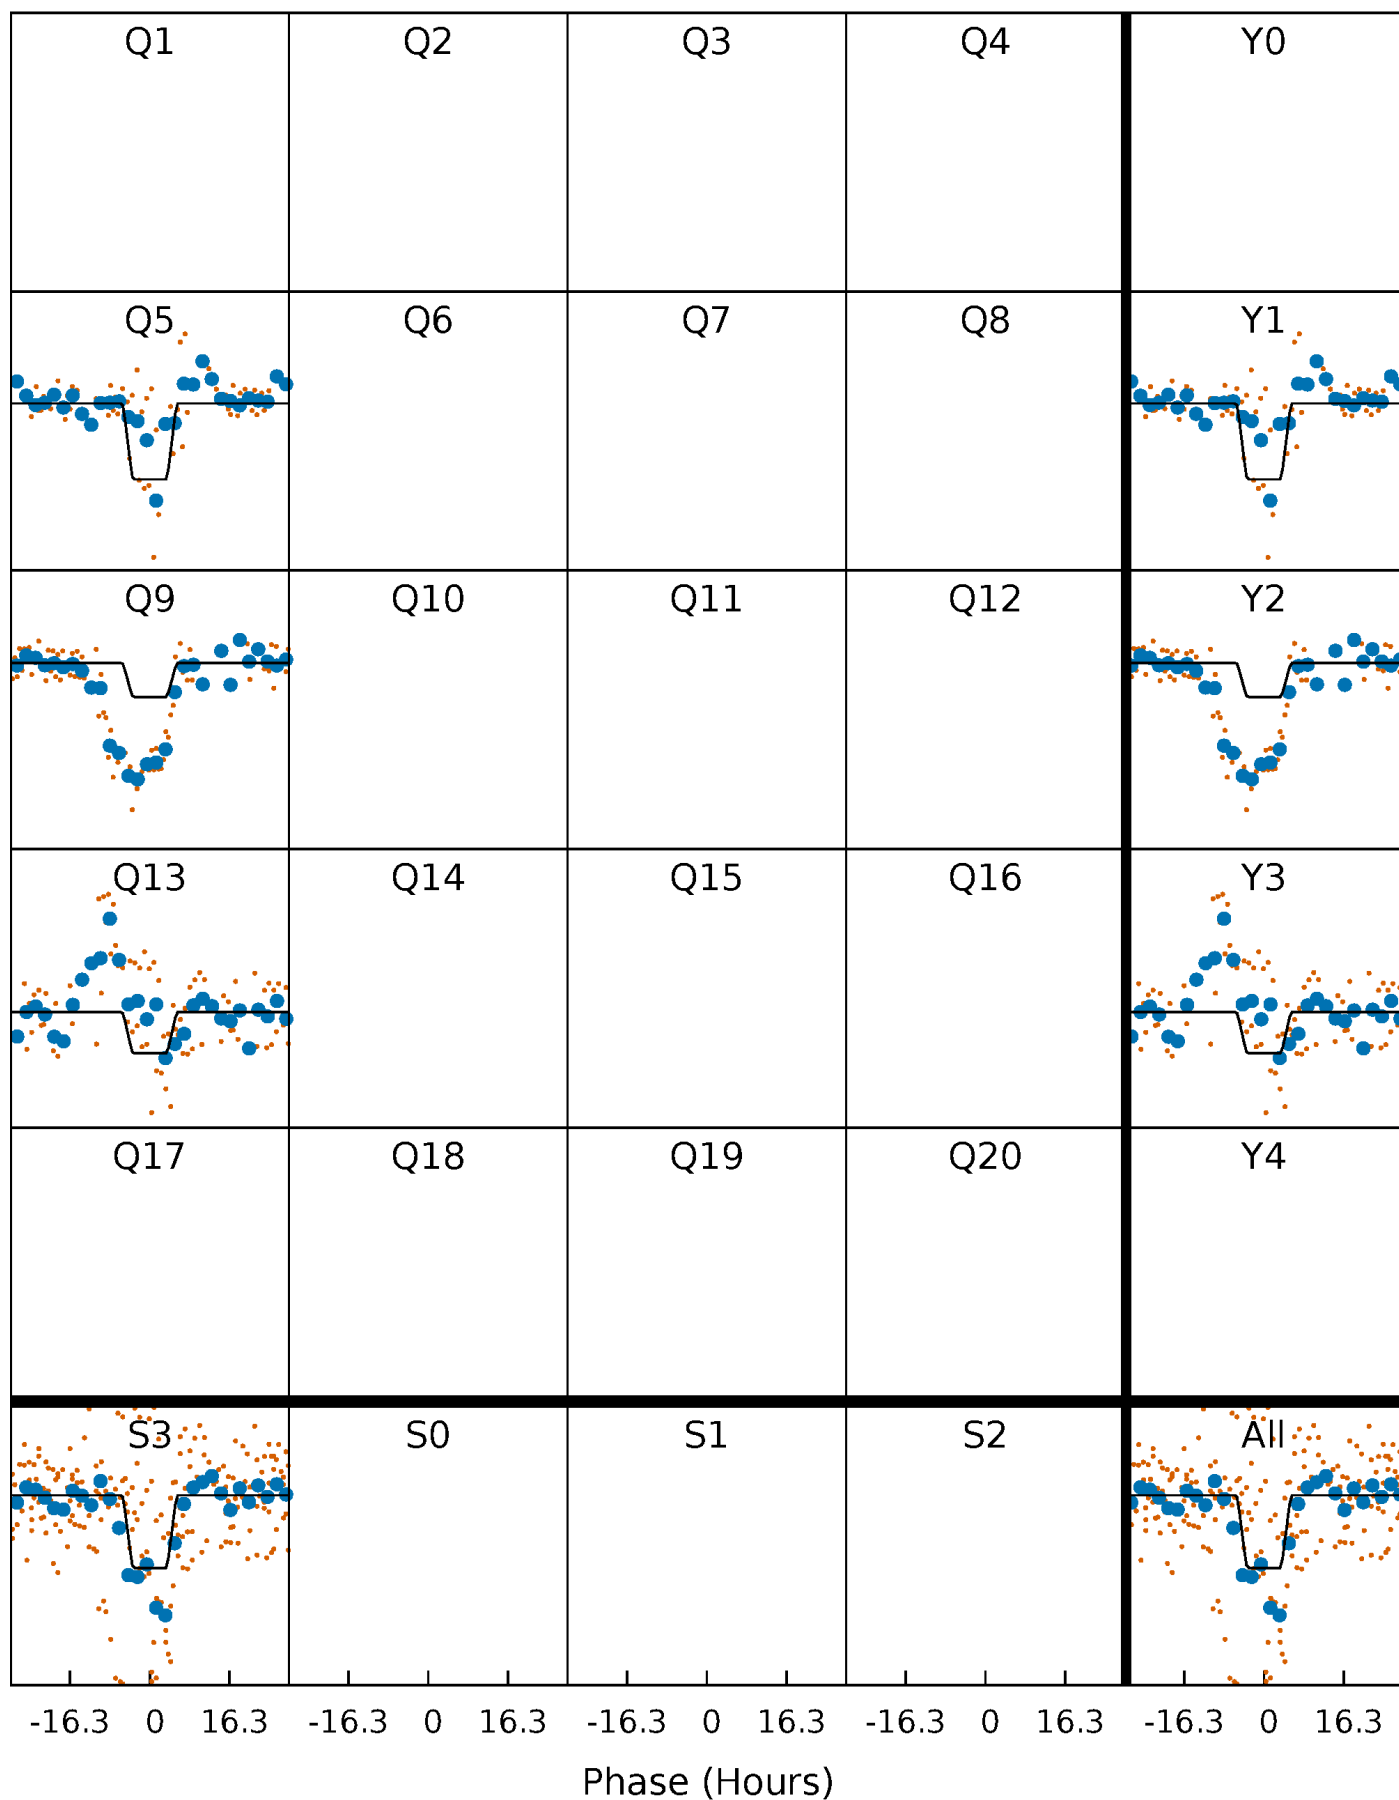 Q1 Q2 Q3 Q4 Y0
Q5 Q6 Q7 Q8 Y1
Q9 Q10 Q11 Q12 Y2
Q13 Q14 Q15 Q16 Y3
Q17 Q18 Q19 Q20 Y4
S3 S0 S1 S2 All
-16.3 0 16.3 -16.3 0 16.3 -16.3 0 16.3 -16.3 0 16.3 -16.3 0 16.3
Phase (Hours)